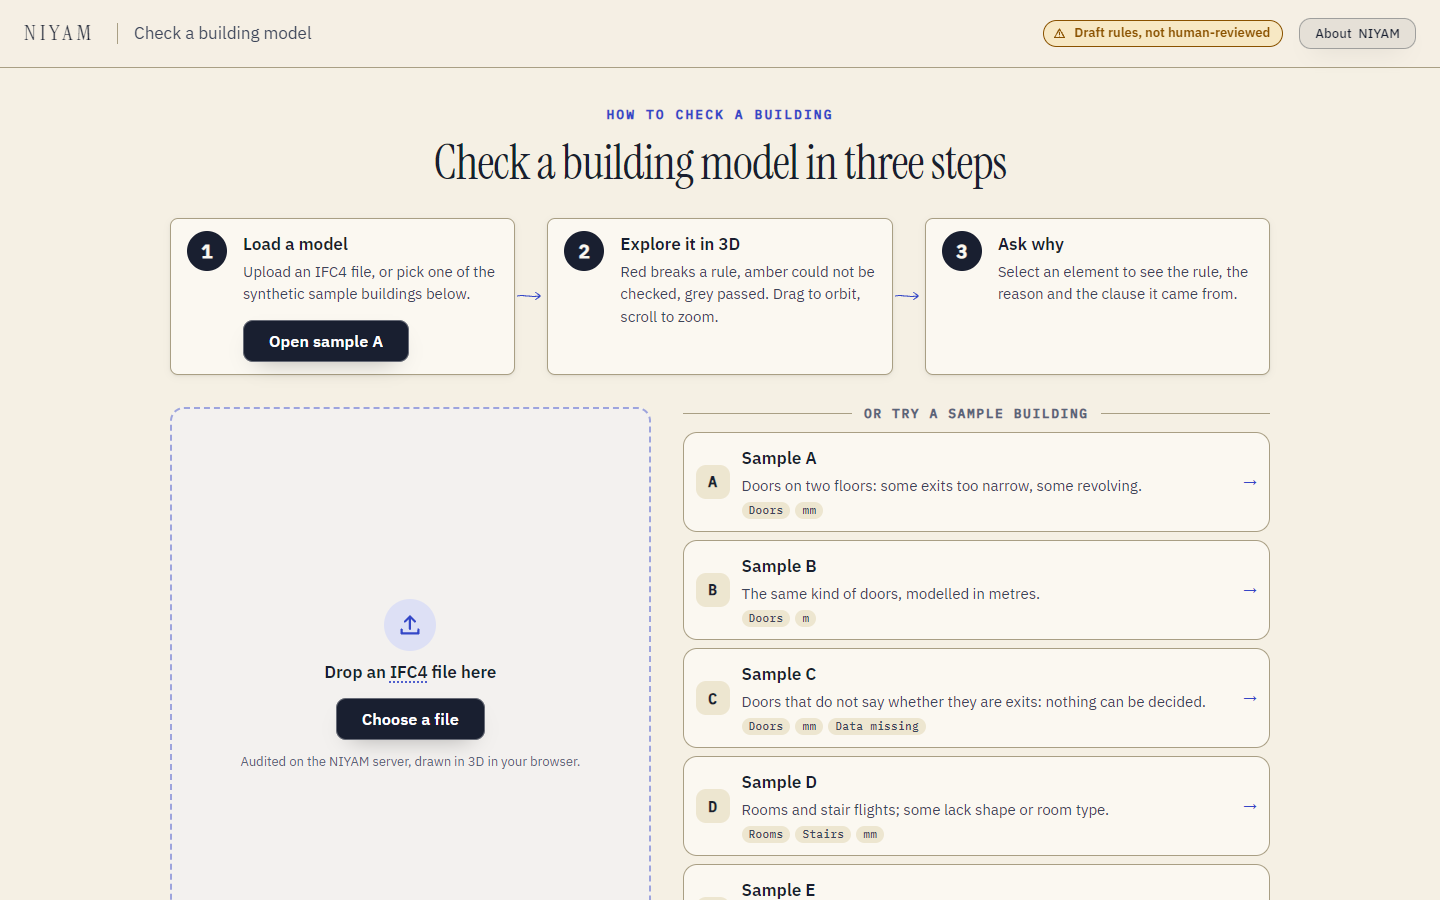 NIYAM
Check a building model
Draft rules, not human-reviewed
About NIYAM
HOW TO CHECK A BUILDING
Check a building model in three steps
1
Load a model
Upload an IFC4 file, or pick one of the
synthetic sample buildings below.
Open sample A
2
Explore it in 3D
Red breaks a rule, amber could not be
checked, grey passed. Drag to orbit,
scroll to zoom.
3
Ask why
Select an element to see the rule, the
reason and the clause it came from.
Drop an IFC4 file here
Choose a file
Audited on the NIYAM server, drawn in 3D in your browser.
OR TRY A SAMPLE BUILDING
A
Sample A
Doors on two floors: some exits too narrow, some revolving.
Doors mm
B
Sample B
The same kind of doors, modelled in metres.
Doors m
C
Sample C
Doors that do not say whether they are exits: nothing can be decided.
Doors mm Data missing
D
Sample D
Rooms and stair flights; some lack shape or room type.
Rooms Stairs mm
Sample E